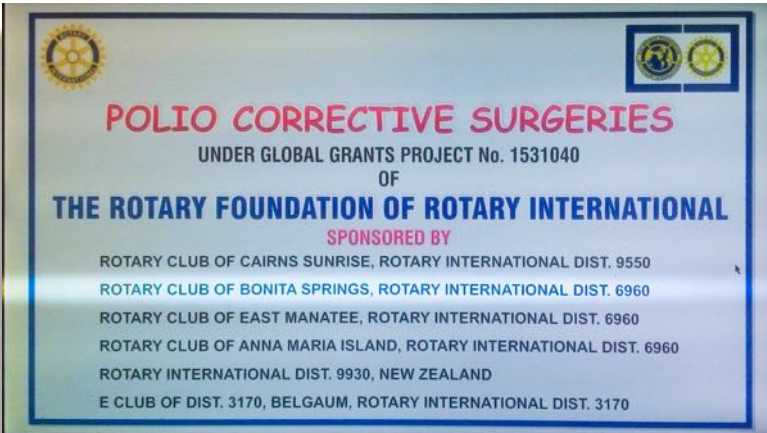 ROTARY
INTERNATIONAL
POLIO CORRECTIVE SURGERIES
UNDER GLOBAL GRANTS PROJECT No. 1531040
OF
THE ROTARY FOUNDATION OF ROTARY INTERNATIONAL
SPONSORED BY
ROTARY CLUB OF CAIRNS SUNRISE, ROTARY INTERNATIONAL DIST. 9550
ROTARY CLUB OF BONITA SPRINGS, ROTARY INTERNATIONAL DIST. 6960
ROTARY CLUB OF EAST MANATEE, ROTARY INTERNATIONAL DIST. 6960
ROTARY CLUB OF ANNA MARIA ISLAND, ROTARY INTERNATIONAL DIST. 6960
ROTARY INTERNATIONAL DIST. 9930, NEW ZEALAND
E CLUB OF DIST. 3170, BELGAUM, ROTARY INTERNATIONAL DIST. 3170